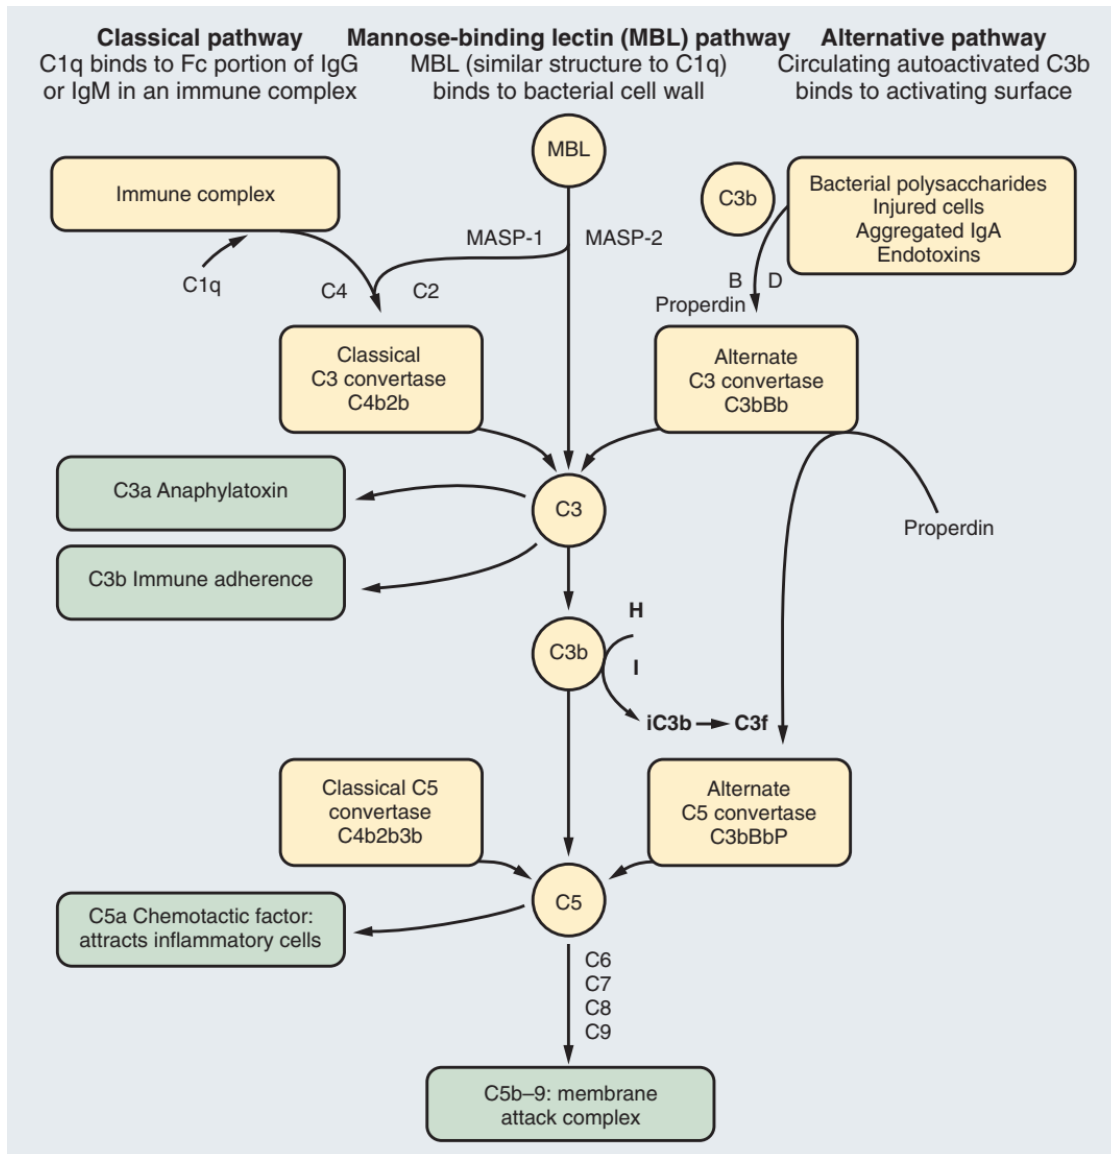 Classical pathway
C1q binds to Fc portion of IgG
or IgM in an immune complex
Mannose-binding lectin (MBL) pathway
MBL (similar structure to C1q)
binds to bacterial cell wall
Alternative pathway
Circulating autoactivated C3b
binds to activating surface
MBL
Immune complex
C3b
Bacterial polysaccharides
Injured cells
Aggregated IgA
Endotoxins
MASP-1
MASP-2
C1q
C4
C2
B
D
Properdin
Classical
C3 convertase
C4b2b
Alternate
C3 convertase
C3bBb
C3a Anaphylatoxin
C3
Properdin
C3b Immune adherence
H
C3b
I
iC3b
C3f
Classical C5
convertase
C4b2b3b
Alternate
C5 convertase
C3bBbP
C5
C5a Chemotactic factor:
attracts inflammatory cells
C6
C7
C8
C9
C5b–9: membrane
attack complex